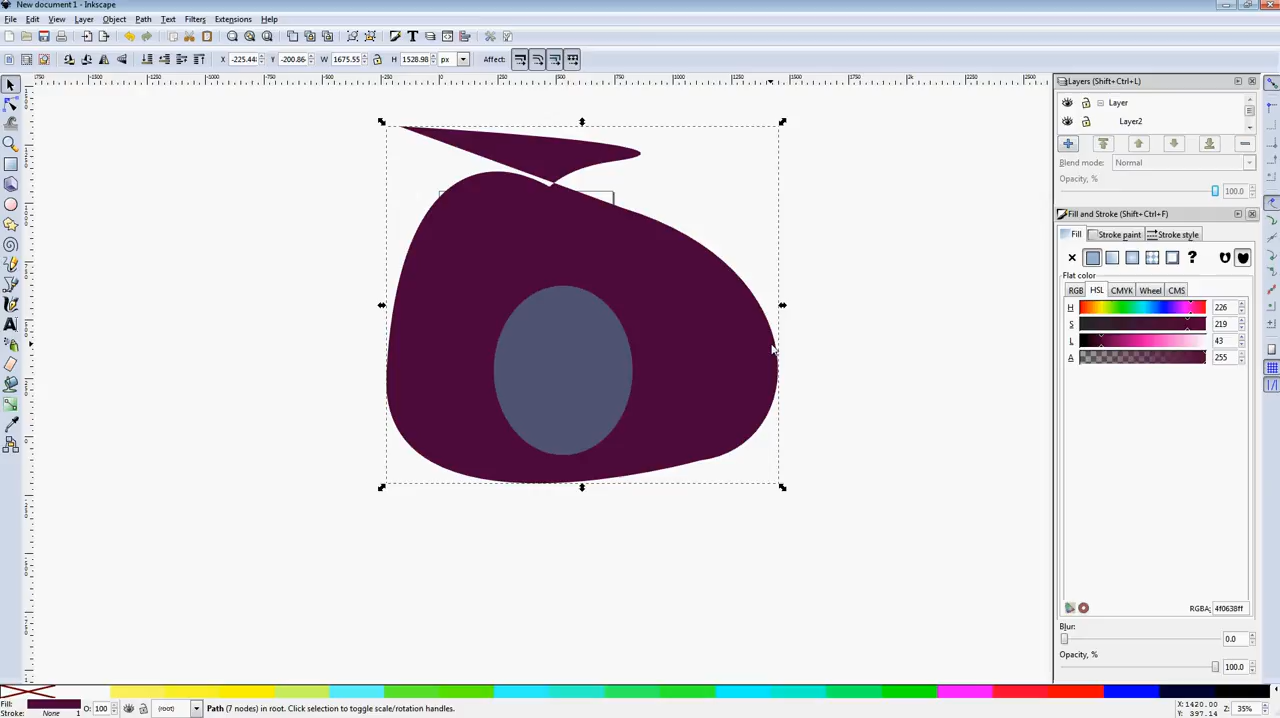 New document 1 - Inkscape
File Edit View Layer Object Path Text Filters Extensions Help
X -225.44 Y -200.86 W 1675.55 H 1528.98 px Affect:
Layers (Shift+Ctrl+L)
Layer
Layer2
Blend mode: Normal
Opacity, % 100.0
Fill and Stroke (Shift+Ctrl+F)
Fill Stroke paint Stroke style
?
Flat color
RGB HSL CMYK Wheel CMS
H 226
S 219
L 43
A 255
RGBA: 4f0638ff
Blur:
0.0
Opacity, %
100.0
Fill:
Stroke: None 1
O: 100
(root)
Path (7 nodes) in root. Click selection to toggle scale/rotation handles.
X: 1420.00
Y: 397.14
Z: 35%